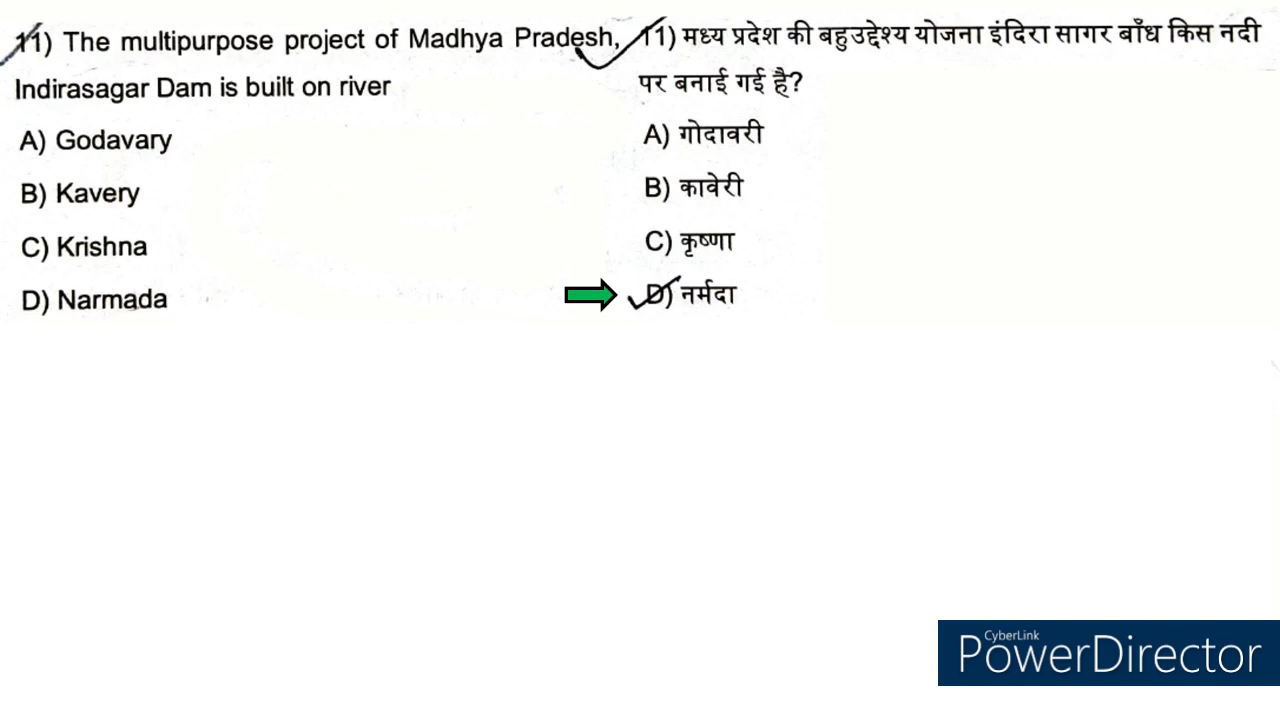 11) The multipurpose project of Madhya Pradesh,
Indirasagar Dam is built on river
A) Godavary
B) Kavery
C) Krishna
D) Narmada
11) मध्य प्रदेश की बहुउद्देश्य योजना इंदिरा सागर बाँध किस नदी
पर बनाई गई है?
A) गोदावरी
B) कावेरी
C) कृष्णा
D) नर्मदा
CyberLink
PowerDirector